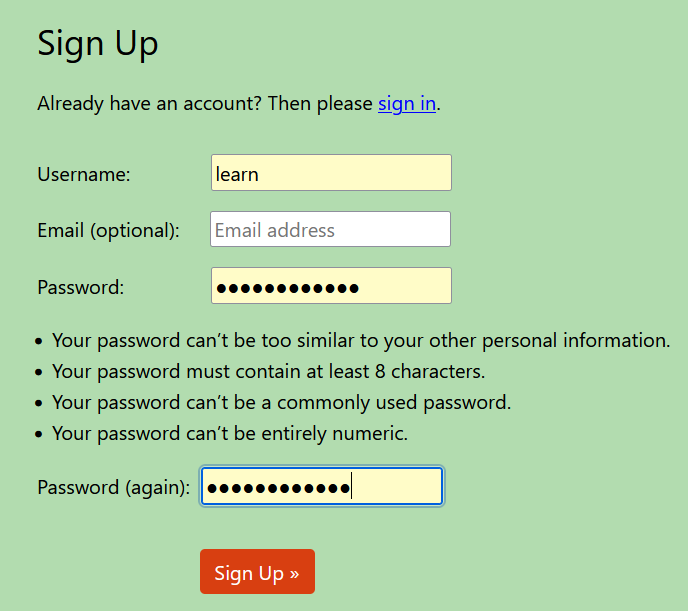 Sign Up
Already have an account? Then please sign in.
Username: learn
Email (optional): Email address
Password: ●●●●●●●●●●●●
• Your password can't be too similar to your other personal information.
• Your password must contain at least 8 characters.
• Your password can't be a commonly used password.
• Your password can't be entirely numeric.
Password (again): ●●●●●●●●●●●●
Sign Up »